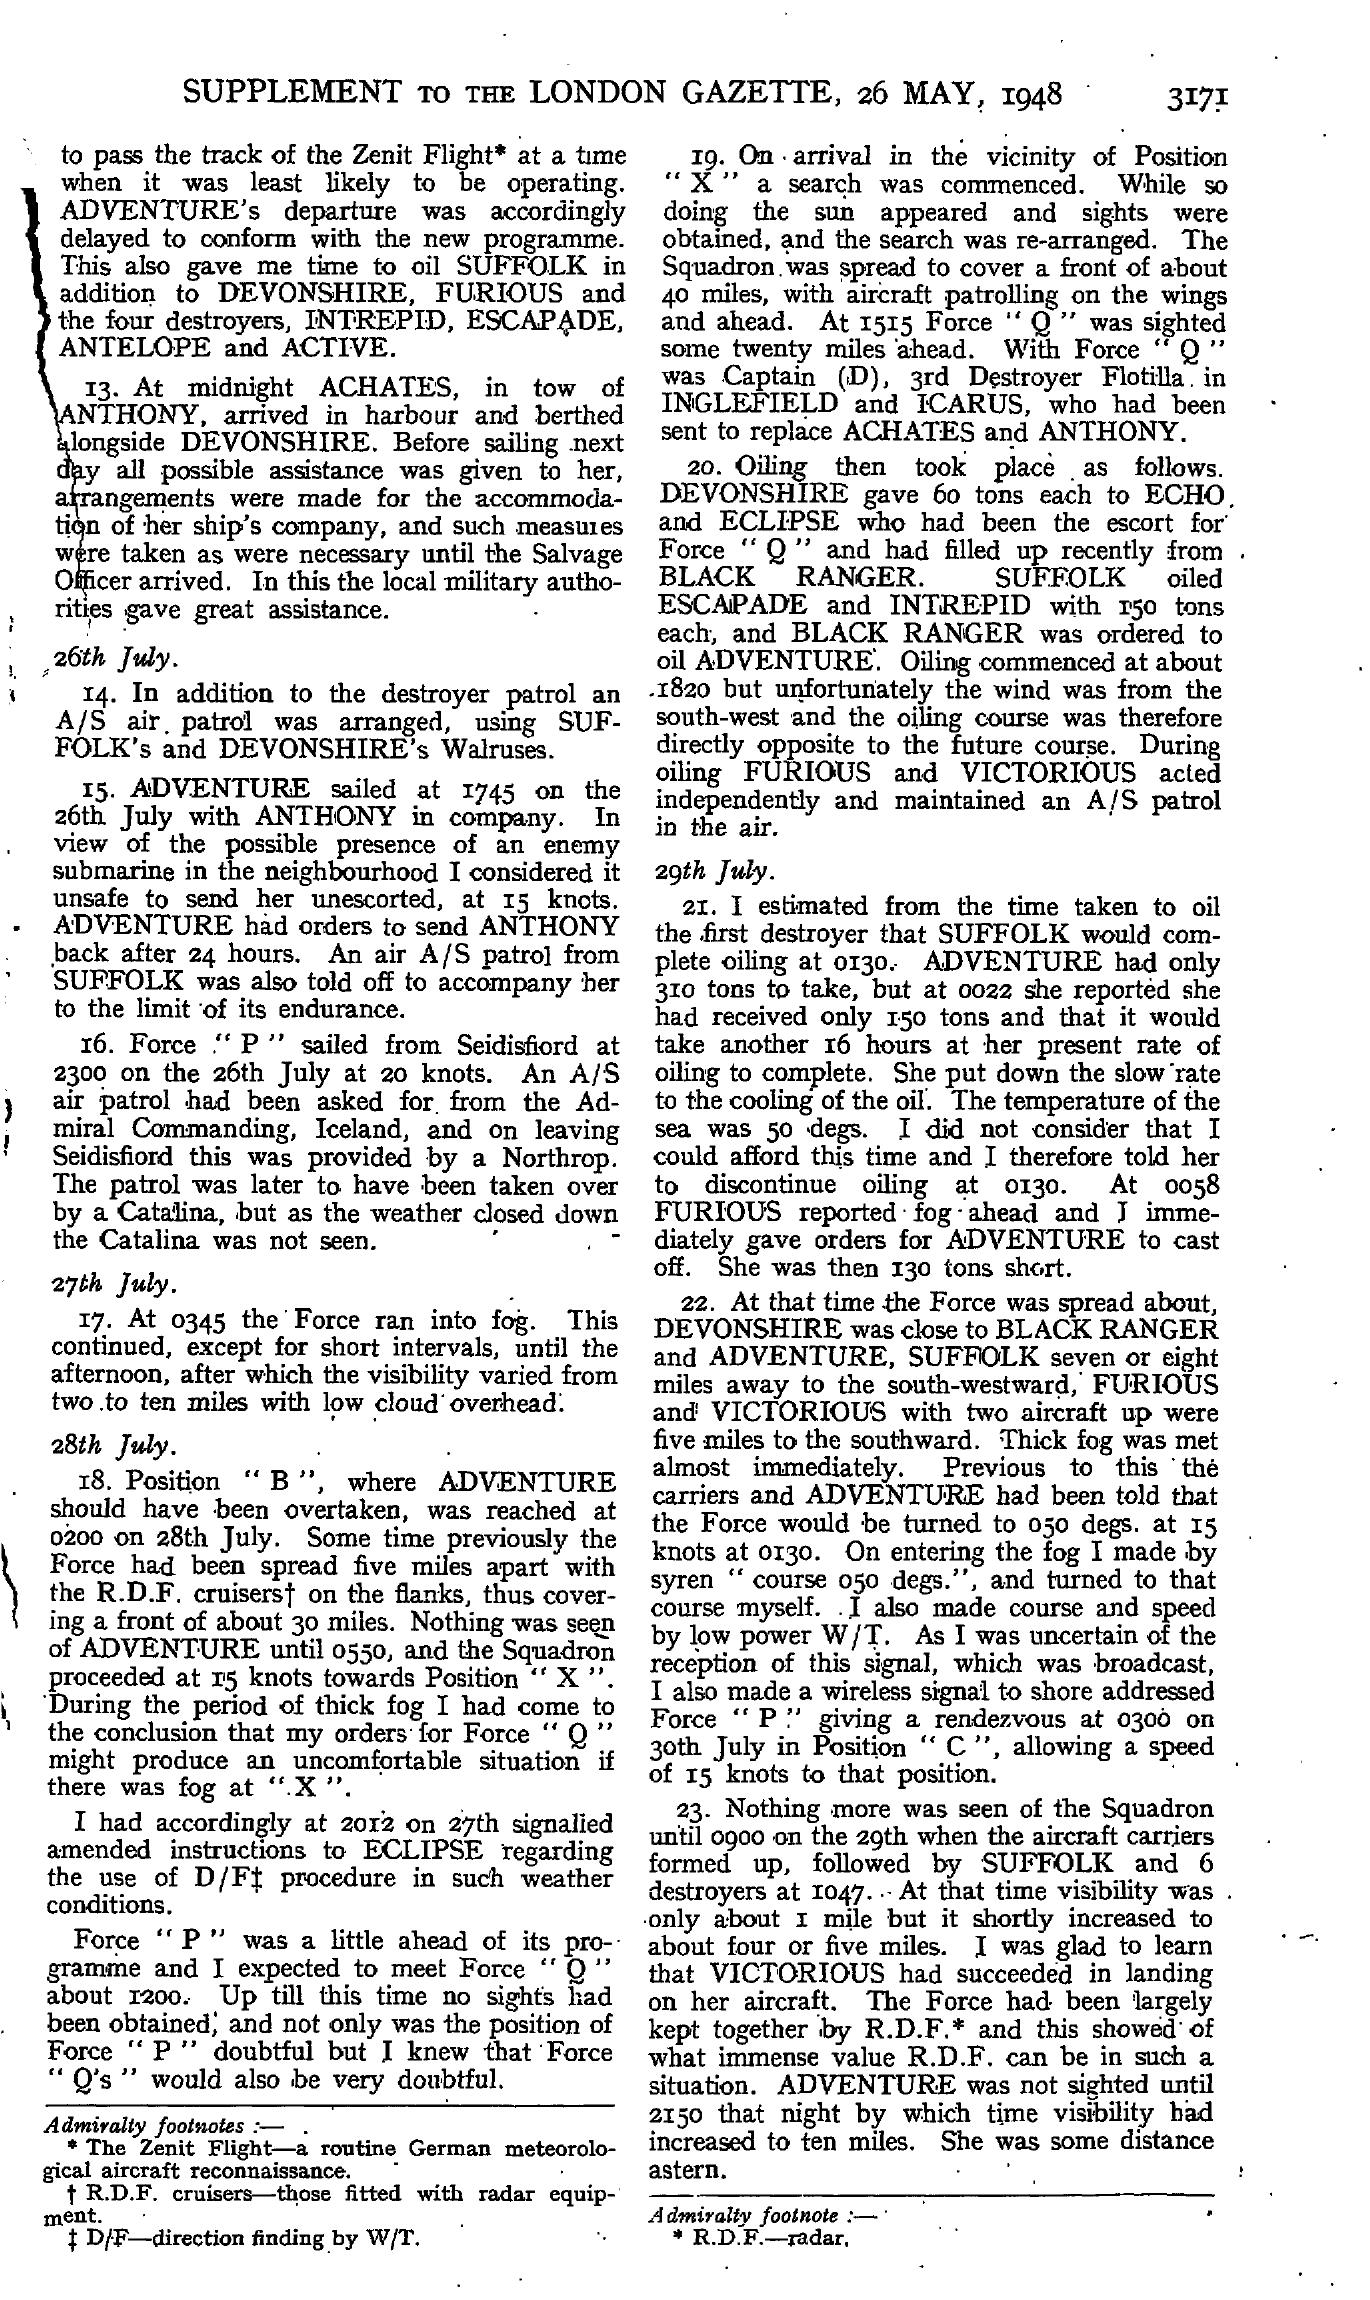 SUPPLEMENT TO THE LONDON GAZETTE, 26 MAY, 1948 3171
to pass the track of the Zenit Flight* at a time
when it was least likely to be operating.
ADVENTURE's departure was accordingly
delayed to conform with the new programme.
This also gave me time to oil SUFFOLK in
addition to DEVONSHIRE, FURIOUS and
the four destroyers, INTREPID, ESCAPADE,
ANTELOPE and ACTIVE.
13. At midnight ACHATES, in tow of
ANTHONY, arrived in harbour and berthed
alongside DEVONSHIRE. Before sailing next
day all possible assistance was given to her,
arrangements were made for the accommoda-
tion of her ship's company, and such measures
were taken as were necessary until the Salvage
Officer arrived. In this the local military autho-
rities gave great assistance.
26th July.
14. In addition to the destroyer patrol an
A/S air patrol was arranged, using SUF-
FOLK's and DEVONSHIRE's Walruses.
15. ADVENTURE sailed at 1745 on the
26th July with ANTHONY in company. In
view of the possible presence of an enemy
submarine in the neighbourhood I considered it
unsafe to send her unescorted, at 15 knots.
ADVENTURE had orders to send ANTHONY
back after 24 hours. An air A/S patrol from
SUFFOLK was also told off to accompany her
to the limit of its endurance.
16. Force " P " sailed from Seidisfiord at
2300 on the 26th July at 20 knots. An A/S
air patrol had been asked for from the Ad-
miral Commanding, Iceland, and on leaving
Seidisfiord this was provided by a Northrop.
The patrol was later to have been taken over
by a Catalina, but as the weather closed down
the Catalina was not seen.
27th July.
17. At 0345 the Force ran into fog. This
continued, except for short intervals, until the
afternoon, after which the visibility varied from
two to ten miles with low cloud overhead.
28th July.
18. Position " B ", where ADVENTURE
should have been overtaken, was reached at
0200 on 28th July. Some time previously the
Force had been spread five miles apart with
the R.D.F. cruisers† on the flanks, thus cover-
ing a front of about 30 miles. Nothing was seen
of ADVENTURE until 0550, and the Squadron
proceeded at 15 knots towards Position " X ".
During the period of thick fog I had come to
the conclusion that my orders for Force " Q "
might produce an uncomfortable situation if
there was fog at " X ".
I had accordingly at 2012 on 27th signalled
amended instructions to ECLIPSE regarding
the use of D/F‡ procedure in such weather
conditions.
Force " P " was a little ahead of its pro-
gramme and I expected to meet Force " Q "
about 1200. Up till this time no sights had
been obtained, and not only was the position of
Force " P " doubtful but I knew that Force
" Q's " would also be very doubtful.
Admiralty footnotes :—
* The Zenit Flight—a routine German meteorolo-
gical aircraft reconnaissance.
† R.D.F. cruisers—those fitted with radar equip-
ment.
‡ D/F—direction finding by W/T.
19. On arrival in the vicinity of Position
" X " a search was commenced. While so
doing the sun appeared and sights were
obtained, and the search was re-arranged. The
Squadron was spread to cover a front of about
40 miles, with aircraft patrolling on the wings
and ahead. At 1515 Force " Q " was sighted
some twenty miles ahead. With Force " Q "
was Captain (D), 3rd Destroyer Flotilla in
INGLEFIELD and ICARUS, who had been
sent to replace ACHATES and ANTHONY.
20. Oiling then took place as follows.
DEVONSHIRE gave 60 tons each to ECHO
and ECLIPSE who had been the escort for
Force " Q " and had filled up recently from
BLACK RANGER. SUFFOLK oiled
ESCAPADE and INTREPID with 150 tons
each, and BLACK RANGER was ordered to
oil ADVENTURE. Oiling commenced at about
1820 but unfortunately the wind was from the
south-west and the oiling course was therefore
directly opposite to the future course. During
oiling FURIOUS and VICTORIOUS acted
independently and maintained an A/S patrol
in the air.
29th July.
21. I estimated from the time taken to oil
the first destroyer that SUFFOLK would com-
plete oiling at 0130. ADVENTURE had only
310 tons to take, but at 0022 she reported she
had received only 150 tons and that it would
take another 16 hours at her present rate of
oiling to complete. She put down the slow rate
to the cooling of the oil. The temperature of the
sea was 50 degs. I did not consider that I
could afford this time and I therefore told her
to discontinue oiling at 0130. At 0058
FURIOUS reported fog ahead and I imme-
diately gave orders for ADVENTURE to cast
off. She was then 130 tons short.
22. At that time the Force was spread about,
DEVONSHIRE was close to BLACK RANGER
and ADVENTURE, SUFFOLK seven or eight
miles away to the south-westward, FURIOUS
and VICTORIOUS with two aircraft up were
five miles to the southward. Thick fog was met
almost immediately. Previous to this the
carriers and ADVENTURE had been told that
the Force would be turned to 050 degs. at 15
knots at 0130. On entering the fog I made by
syren " course 050 degs.", and turned to that
course myself. I also made course and speed
by low power W/T. As I was uncertain of the
reception of this signal, which was broadcast,
I also made a wireless signal to shore addressed
Force " P " giving a rendezvous at 0300 on
30th July in Position " C ", allowing a speed
of 15 knots to that position.
23. Nothing more was seen of the Squadron
until 0900 on the 29th when the aircraft carriers
formed up, followed by SUFFOLK and 6
destroyers at 1047. At that time visibility was
only about 1 mile but it shortly increased to
about four or five miles. I was glad to learn
that VICTORIOUS had succeeded in landing
on her aircraft. The Force had been largely
kept together by R.D.F.* and this showed of
what immense value R.D.F. can be in such a
situation. ADVENTURE was not sighted until
2150 that night by which time visibility had
increased to ten miles. She was some distance
astern.
Admiralty footnote :—
* R.D.F.—radar.